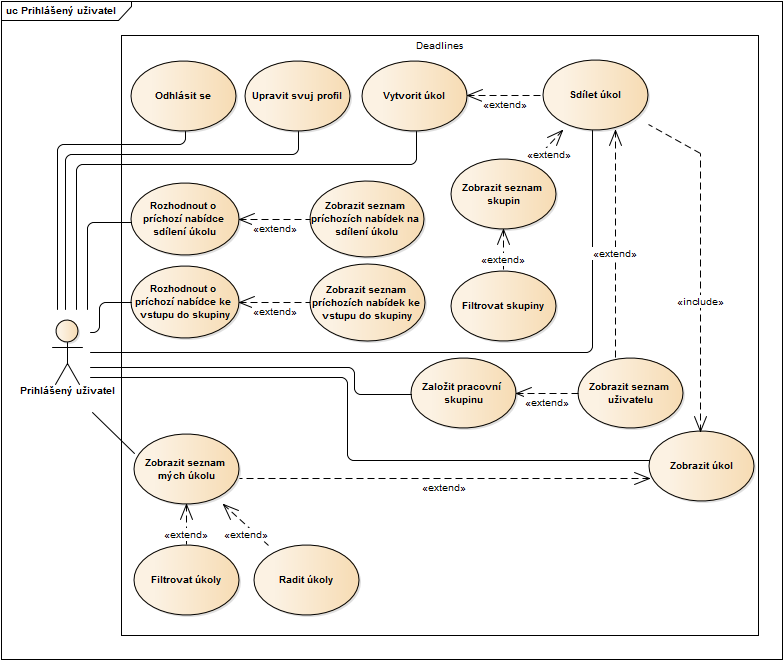 uc Prihlášený uživatel
Deadlines
Odhlásit se
Upravit svuj profil
Vytvorit úkol
Sdílet úkol
«extend»
«extend»
Zobrazit seznam
skupin
Rozhodnout o
príchozí nabídce
sdílení úkolu
«extend»
Zobrazit seznam
príchozích nabídek na
sdílení úkolu
«extend»
«extend»
Rozhodnout o
príchozí nabídce ke
vstupu do skupiny
«extend»
Zobrazit seznam
príchozích nabídek ke
vstupu do skupiny
Filtrovat skupiny
«include»
Prihlášený uživatel
Založit pracovní
skupinu
«extend»
Zobrazit seznam
uživatelu
Zobrazit seznam
mých úkolu
«extend»
Zobrazit úkol
«extend»
«extend»
Filtrovat úkoly
Radit úkoly